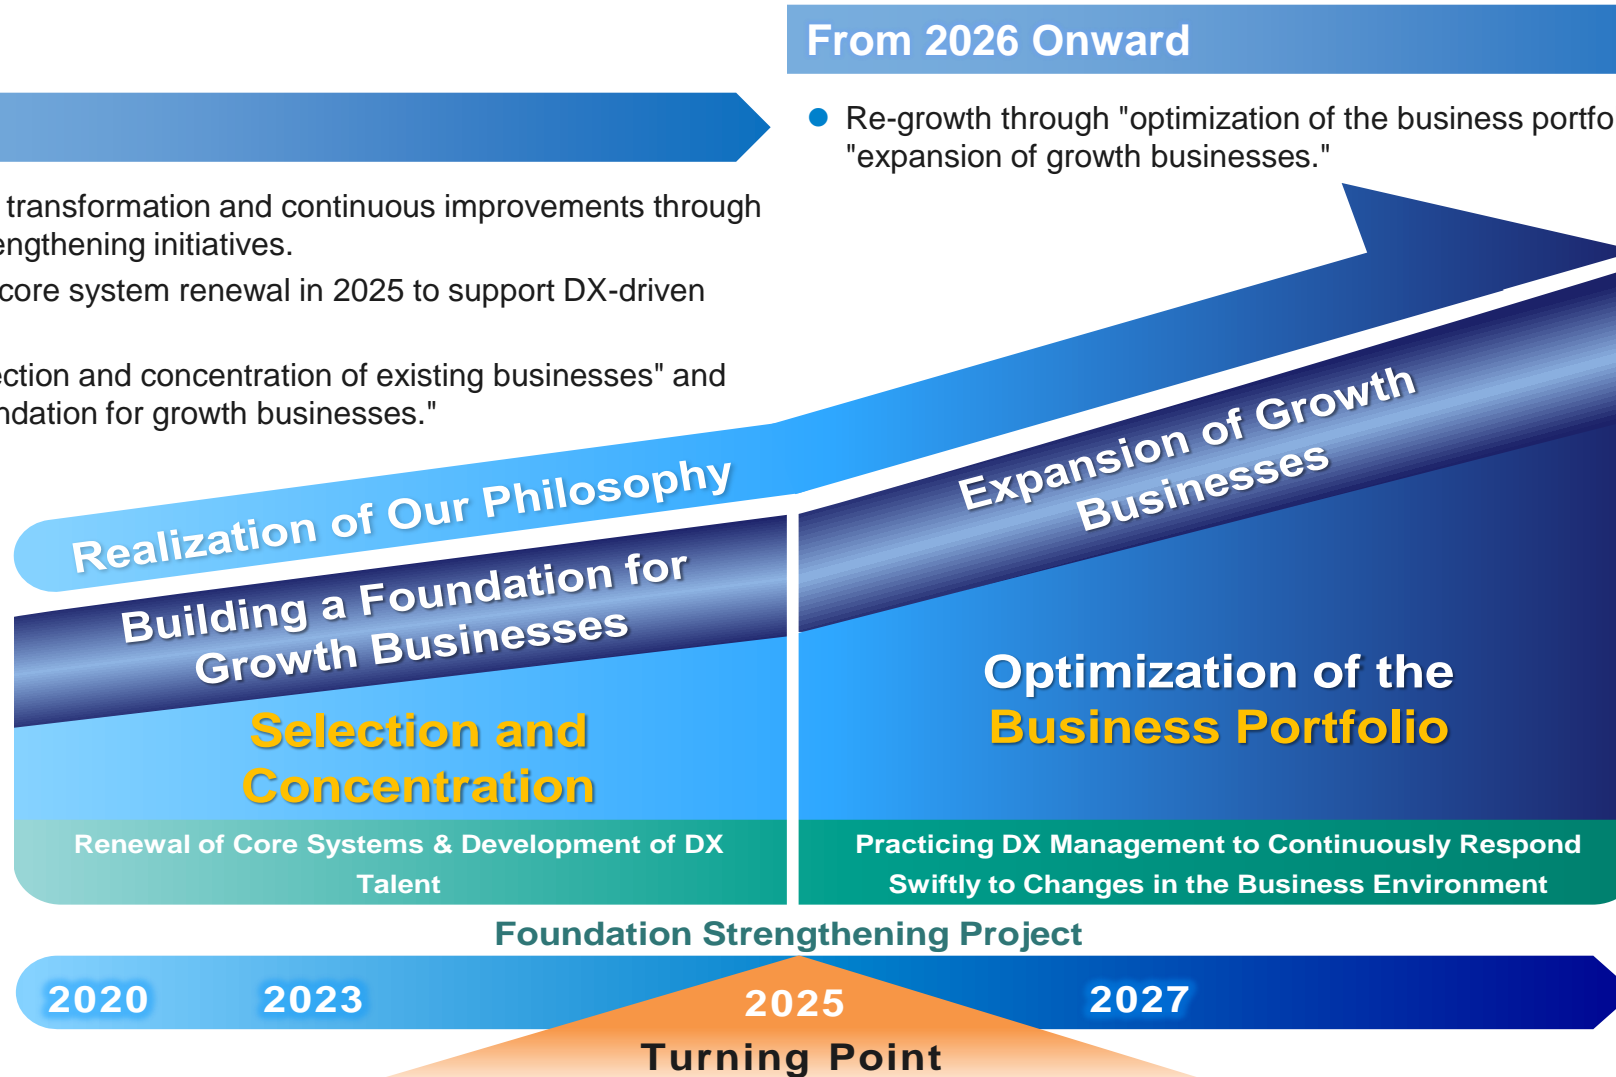 From 2026 Onward
Re-growth through "optimization of the business
"expansion of growth businesses."
transformation and continuous improvements through
initiatives.
core system renewal in 2025 to support DX-driven
and concentration of existing businesses" and
for growth businesses."
Realization of Our Philosophy
Building a Foundation for
Growth Businesses
Expansion of Growth
Businesses
Selection and
Concentration
Optimization of the
Business Portfolio
Renewal of Core Systems & Development of DX
Talent
Practicing DX Management to Continuously Respond
Swiftly to Changes in the Business Environment
Foundation Strengthening Project
2020 2023 2025 2027
Turning Point